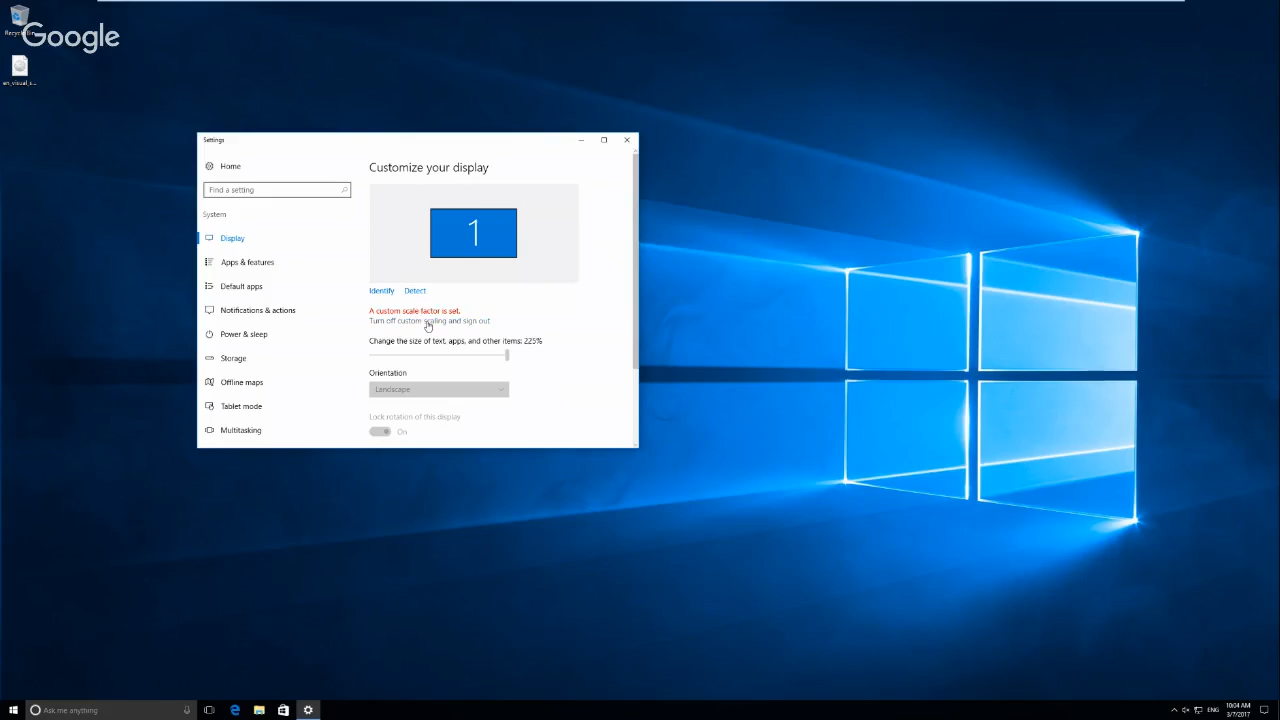 Google
Settings
Home
Find a setting
System
Display
Apps & features
Default apps
Notifications & actions
Power & sleep
Storage
Offline maps
Tablet mode
Multitasking
Customize your display
1
Identify Detect
A custom scale factor is set.
Turn off custom scaling and sign out
Change the size of text, apps, and other items: 225%
Orientation
Landscape
Lock rotation of this display
On
Ask me anything
ENG
10:04 AM
3/7/2017